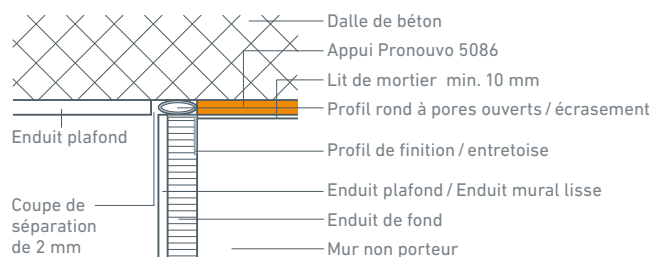 Dalle de béton
Appui Pronouvo 5086
Lit de mortier min. 10 mm
Profil rond à pores ouverts / écrasement
Enduit plafond
Profil de finition / entretoise
Enduit plafond / Enduit mural lisse
Coupe de
séparation
de 2 mm
Enduit de fond
Mur non porteur